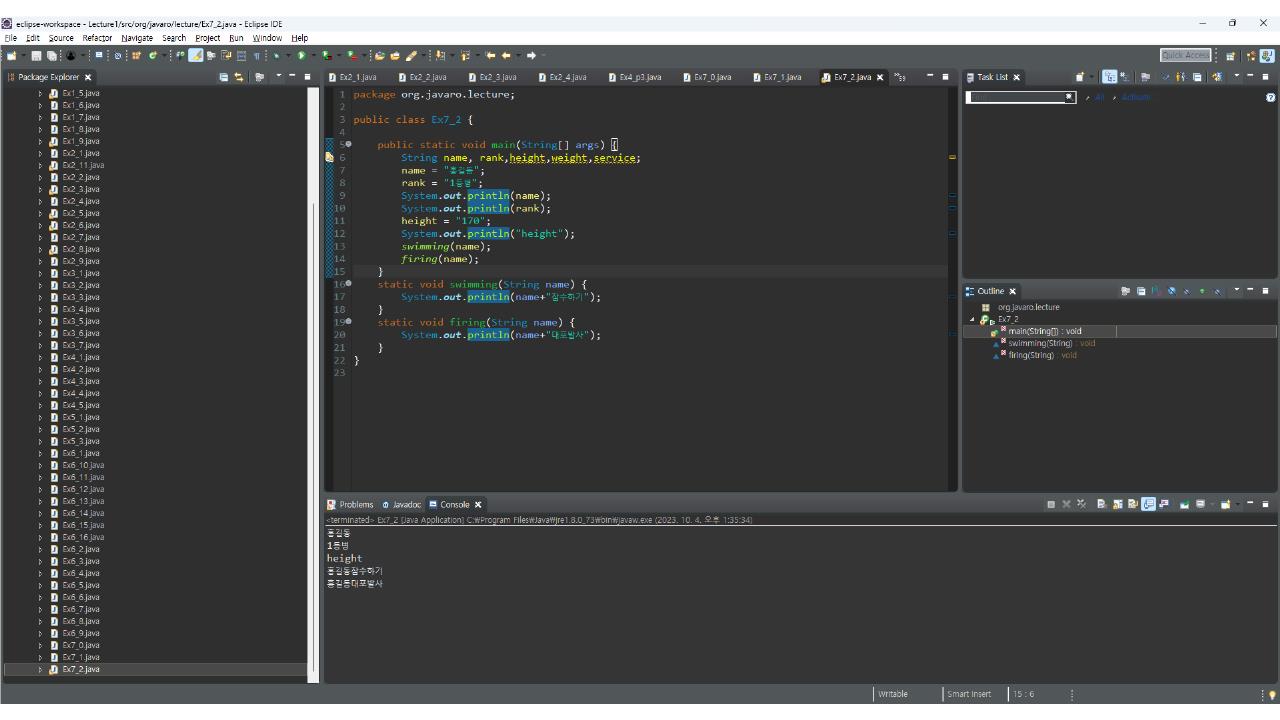 eclipse-workspace - Lecture1/src/org/javaro/lecture/Ex7_2.java - Eclipse IDE
File Edit Source Refactor Navigate Search Project Run Window Help
Quick Access
Package Explorer
Ex1_5.java
Ex1_6.java
Ex1_7.java
Ex1_8.java
Ex1_9.java
Ex2_1.java
Ex2_11.java
Ex2_2.java
Ex2_3.java
Ex2_4.java
Ex2_5.java
Ex2_6.java
Ex2_7.java
Ex2_8.java
Ex2_9.java
Ex3_1.java
Ex3_2.java
Ex3_3.java
Ex3_4.java
Ex3_5.java
Ex3_6.java
Ex3_7.java
Ex4_1.java
Ex4_2.java
Ex4_3.java
Ex4_4.java
Ex4_5.java
Ex5_1.java
Ex5_2.java
Ex5_3.java
Ex6_1.java
Ex6_10.java
Ex6_11.java
Ex6_12.java
Ex6_13.java
Ex6_14.java
Ex6_15.java
Ex6_16.java
Ex6_2.java
Ex6_3.java
Ex6_4.java
Ex6_5.java
Ex6_6.java
Ex6_7.java
Ex6_8.java
Ex6_9.java
Ex7_0.java
Ex7_1.java
Ex7_2.java
Ex2_1.java Ex2_2.java Ex2_3.java Ex2_4.java Ex4_p3.java Ex7_0.java Ex7_1.java Ex7_2.java
1 package org.javaro.lecture;
2
3 public class Ex7_2 {
4
5 public static void main(String[] args) {
6 String name, rank,height,weight,service;
7 name = "홍길동";
8 rank = "1등병";
9 System.out.println(name);
10 System.out.println(rank);
11 height = "170";
12 System.out.println("height");
13 swimming(name);
14 firing(name);
15 }
16 static void swimming(String name) {
17 System.out.println(name+"잠수하기");
18 }
19 static void firing(String name) {
20 System.out.println(name+"대포발사");
21 }
22 }
23
Task List
All Activate...
Outline
org.javaro.lecture
Ex7_2
main(String[]) : void
swimming(String) : void
firing(String) : void
Problems Javadoc Console
<terminated> Ex7_2 [Java Application] C:₩Program Files₩Java₩jre1.8.0_73₩bin₩javaw.exe (2023. 10. 4. 오후 1:35:34)
홍길동
1등병
height
홍길동잠수하기
홍길동대포발사
Writable Smart Insert 15 : 6